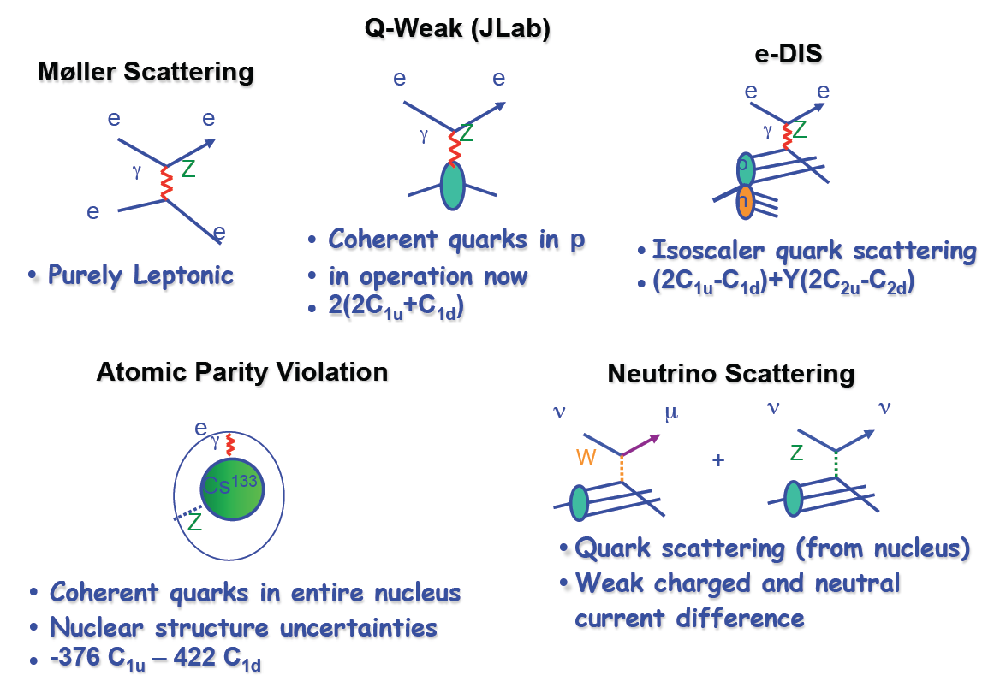 Møller Scattering
e e
γ Z
e
e
• Purely Leptonic
Q-Weak (JLab)
e e
γ Z
• Coherent quarks in p
• in operation now
• 2(2C1u+C1d)
e-DIS
e e
γ Z
p
n
• Isoscaler quark scattering
• (2C1u-C1d)+Y(2C2u-C2d)
Atomic Parity Violation
e
γ
Cs133
Z
• Coherent quarks in entire nucleus
• Nuclear structure uncertainties
• -376 C1u – 422 C1d
Neutrino Scattering
ν μ
W
+
ν ν
Z
• Quark scattering (from nucleus)
• Weak charged and neutral
current difference